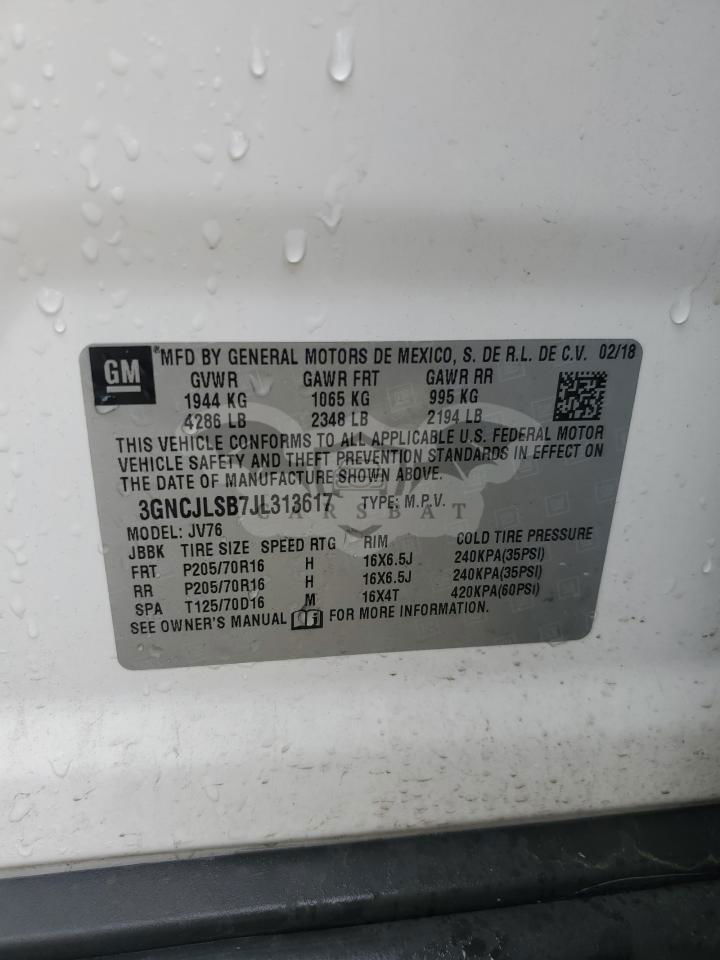 GM
MFD BY GENERAL MOTORS DE MEXICO, S. DE R.L. DE C.V. 02/18
GVWR GAWR FRT GAWR RR
1944 KG 1065 KG 995 KG
4286 LB 2348 LB 2194 LB
THIS VEHICLE CONFORMS TO ALL APPLICABLE U.S. FEDERAL MOTOR
VEHICLE SAFETY AND THEFT PREVENTION STANDARDS IN EFFECT ON
THE DATE OF MANUFACTURE SHOWN ABOVE.
3GNCJLSB7JL313617 TYPE: M.P.V.
CARSBAT
MODEL: JV76
JBBK TIRE SIZE SPEED RTG RIM COLD TIRE PRESSURE
FRT P205/70R16 H 16X6.5J 240KPA(35PSI)
RR P205/70R16 H 16X6.5J 240KPA(35PSI)
SPA T125/70D16 M 16X4T 420KPA(60PSI)
SEE OWNER'S MANUAL FOR MORE INFORMATION.